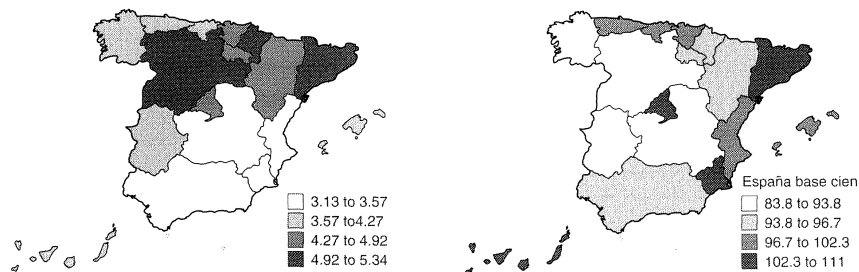 3.13 to 3.57
3.57 to4.27
4.27 to 4.92
4.92 to 5.34
España base cien
83.8 to 93.8
93.8 to 96.7
96.7 to 102.3
102.3 to 111